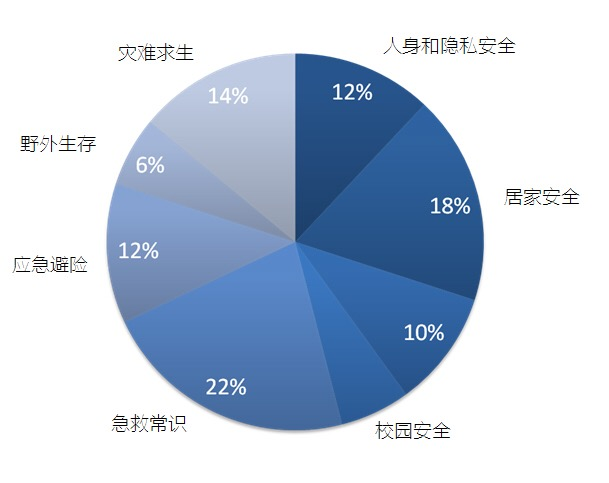 灾难求生
人身和隐私安全
14%
12%
野外生存
6%
18%
居家安全
12%
应急避险
10%
22%
急救常识
校园安全